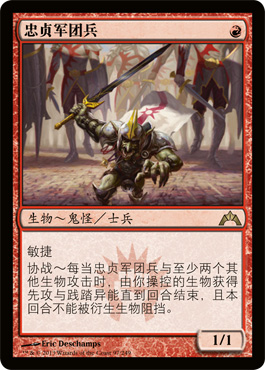 忠贞军团兵
生物～鬼怪／士兵
敏捷
协战～每当忠贞军团兵与至少两个其
他生物攻击时，由你操控的生物获得
先攻与践踏异能直到回合结束，且本
回合不能被衍生生物阻挡。
Eric Deschamps
1/1